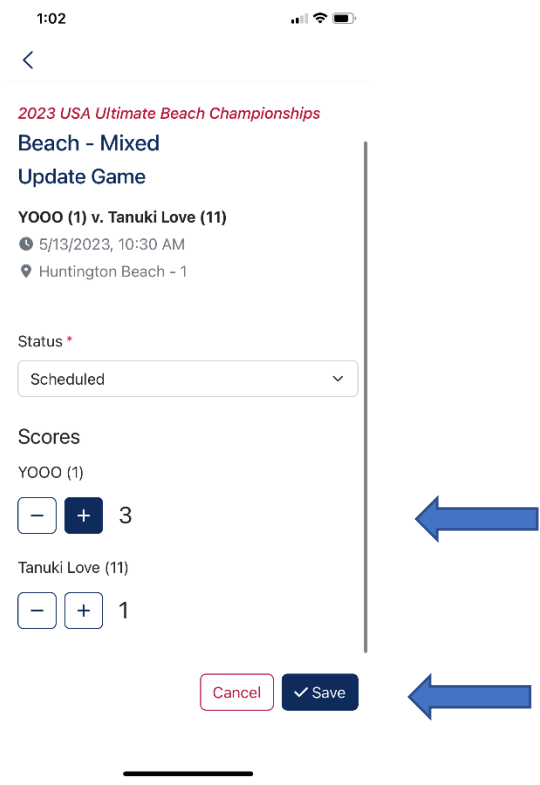 1:02
2023 USA Ultimate Beach Championships
Beach - Mixed
Update Game
YOOO (1) v. Tanuki Love (11)
5/13/2023, 10:30 AM
Huntington Beach - 1
Status *
Scheduled
Scores
YOOO (1)
− + 3
Tanuki Love (11)
− + 1
Cancel Save